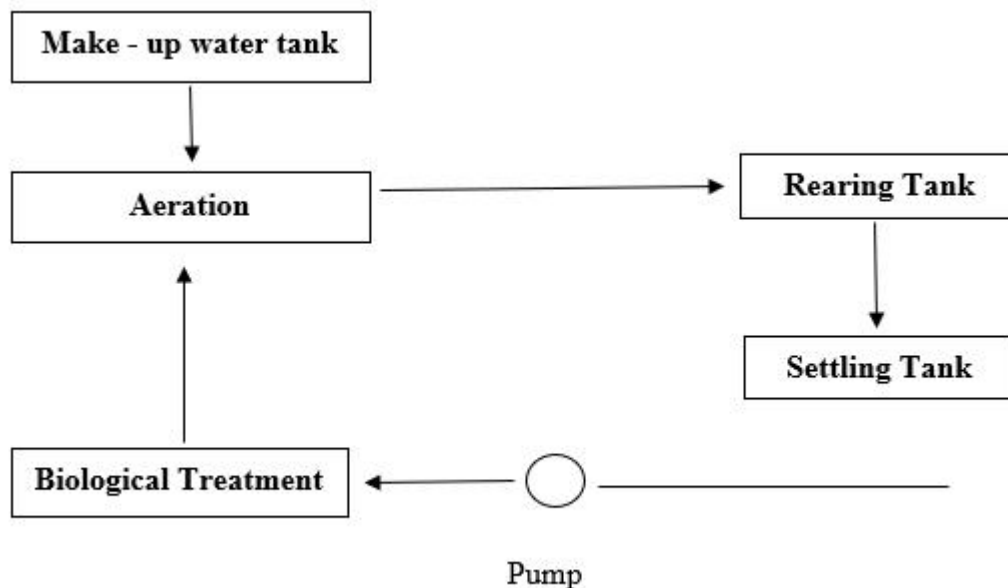 Make - up water tank
Aeration
Rearing Tank
Settling Tank
Biological Treatment
Pump